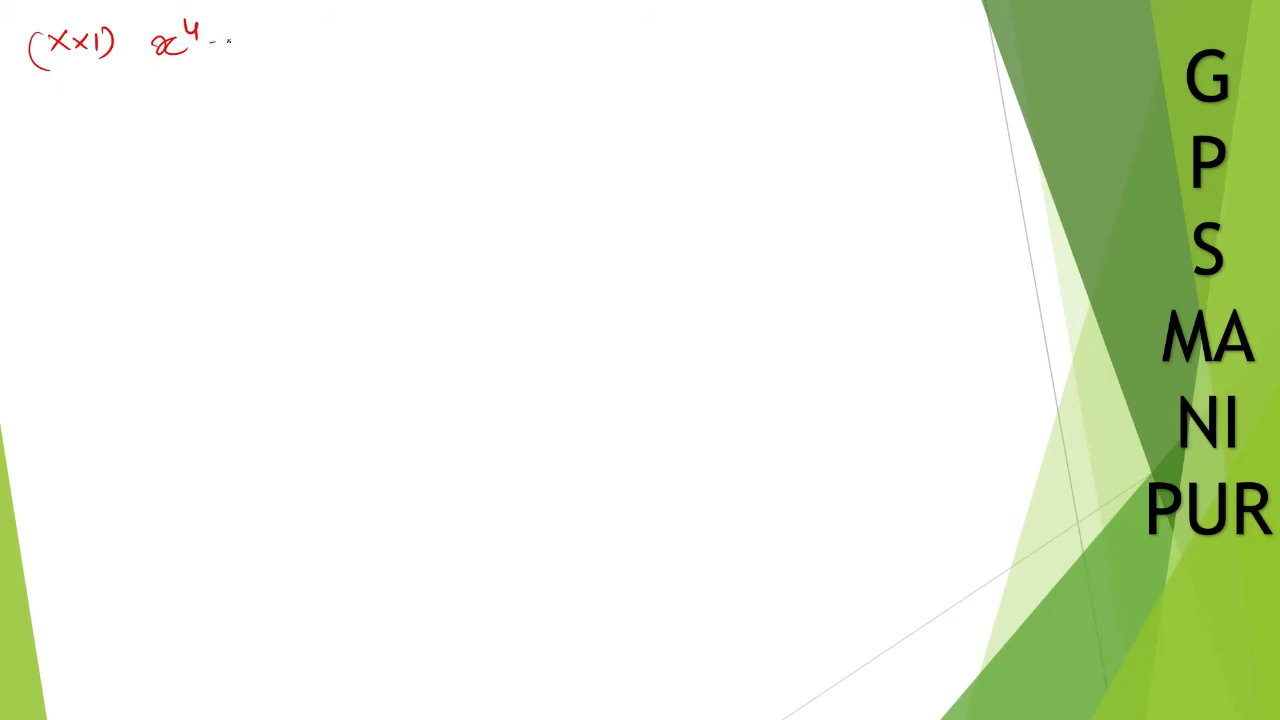 (xxi) x⁴ -
G
P
S
MA
NI
PUR